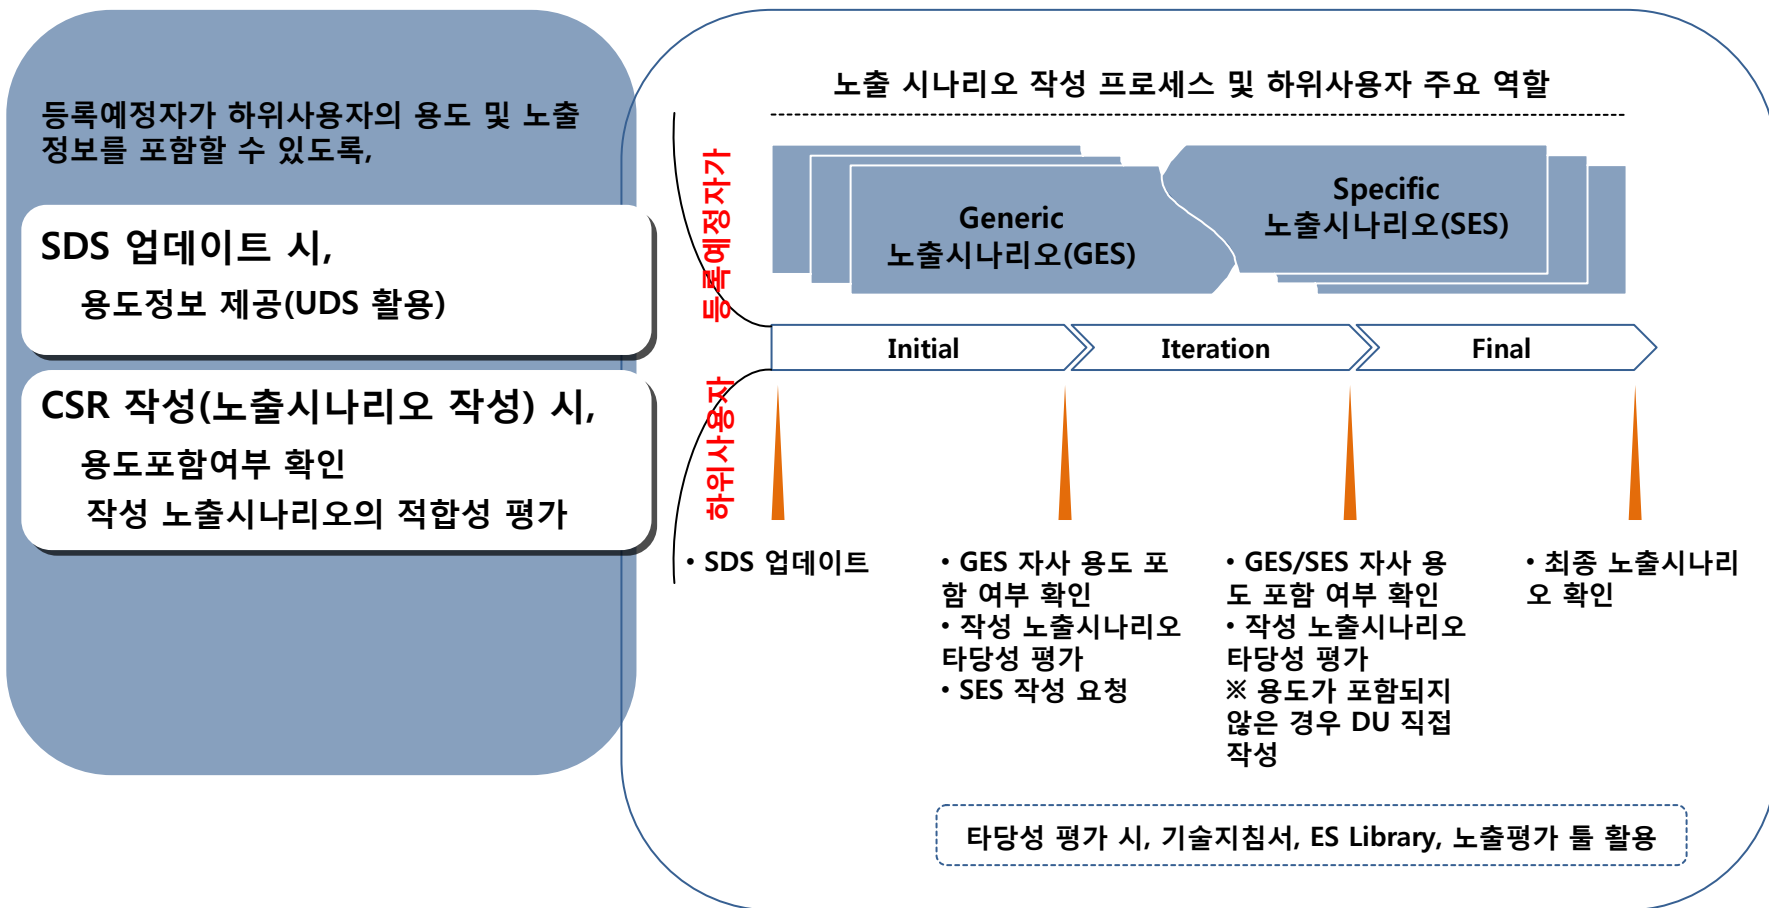 등록예정자가 하위사용자의 용도 및 노출
정보를 포함할 수 있도록,
SDS 업데이트 시,
용도정보 제공(UDS 활용)
CSR 작성(노출시나리오 작성) 시,
용도포함여부 확인
작성 노출시나리오의 적합성 평가
노출 시나리오 작성 프로세스 및 하위사용자 주요 역할
등록예정자가
Generic
노출시나리오(GES)
Specific
노출시나리오(SES)
Initial
Iteration
Final
하위사용자
• SDS 업데이트
• GES 자사 용도 포
함 여부 확인
• 작성 노출시나리오
타당성 평가
• SES 작성 요청
• GES/SES 자사 용
도 포함 여부 확인
• 작성 노출시나리오
타당성 평가
※ 용도가 포함되지
않은 경우 DU 직접
작성
• 최종 노출시나리
오 확인
타당성 평가 시, 기술지침서, ES Library, 노출평가 툴 활용